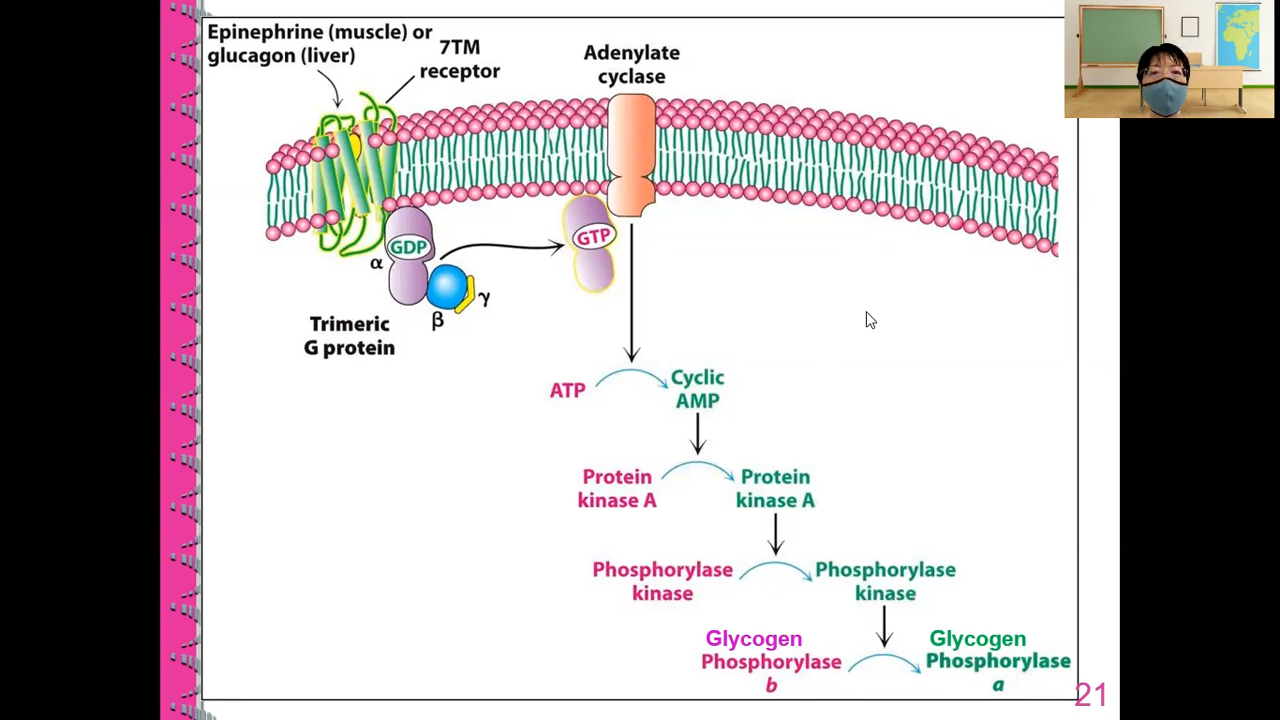 Epinephrine (muscle) or
glucagon (liver)
7TM
receptor
Adenylate
cyclase
GDP
GTP
α
β
γ
Trimeric
G protein
ATP
Cyclic
AMP
Protein
kinase A
Protein
kinase A
Phosphorylase
kinase
Phosphorylase
kinase
Glycogen
Phosphorylase
b
Glycogen
Phosphorylase
a
21